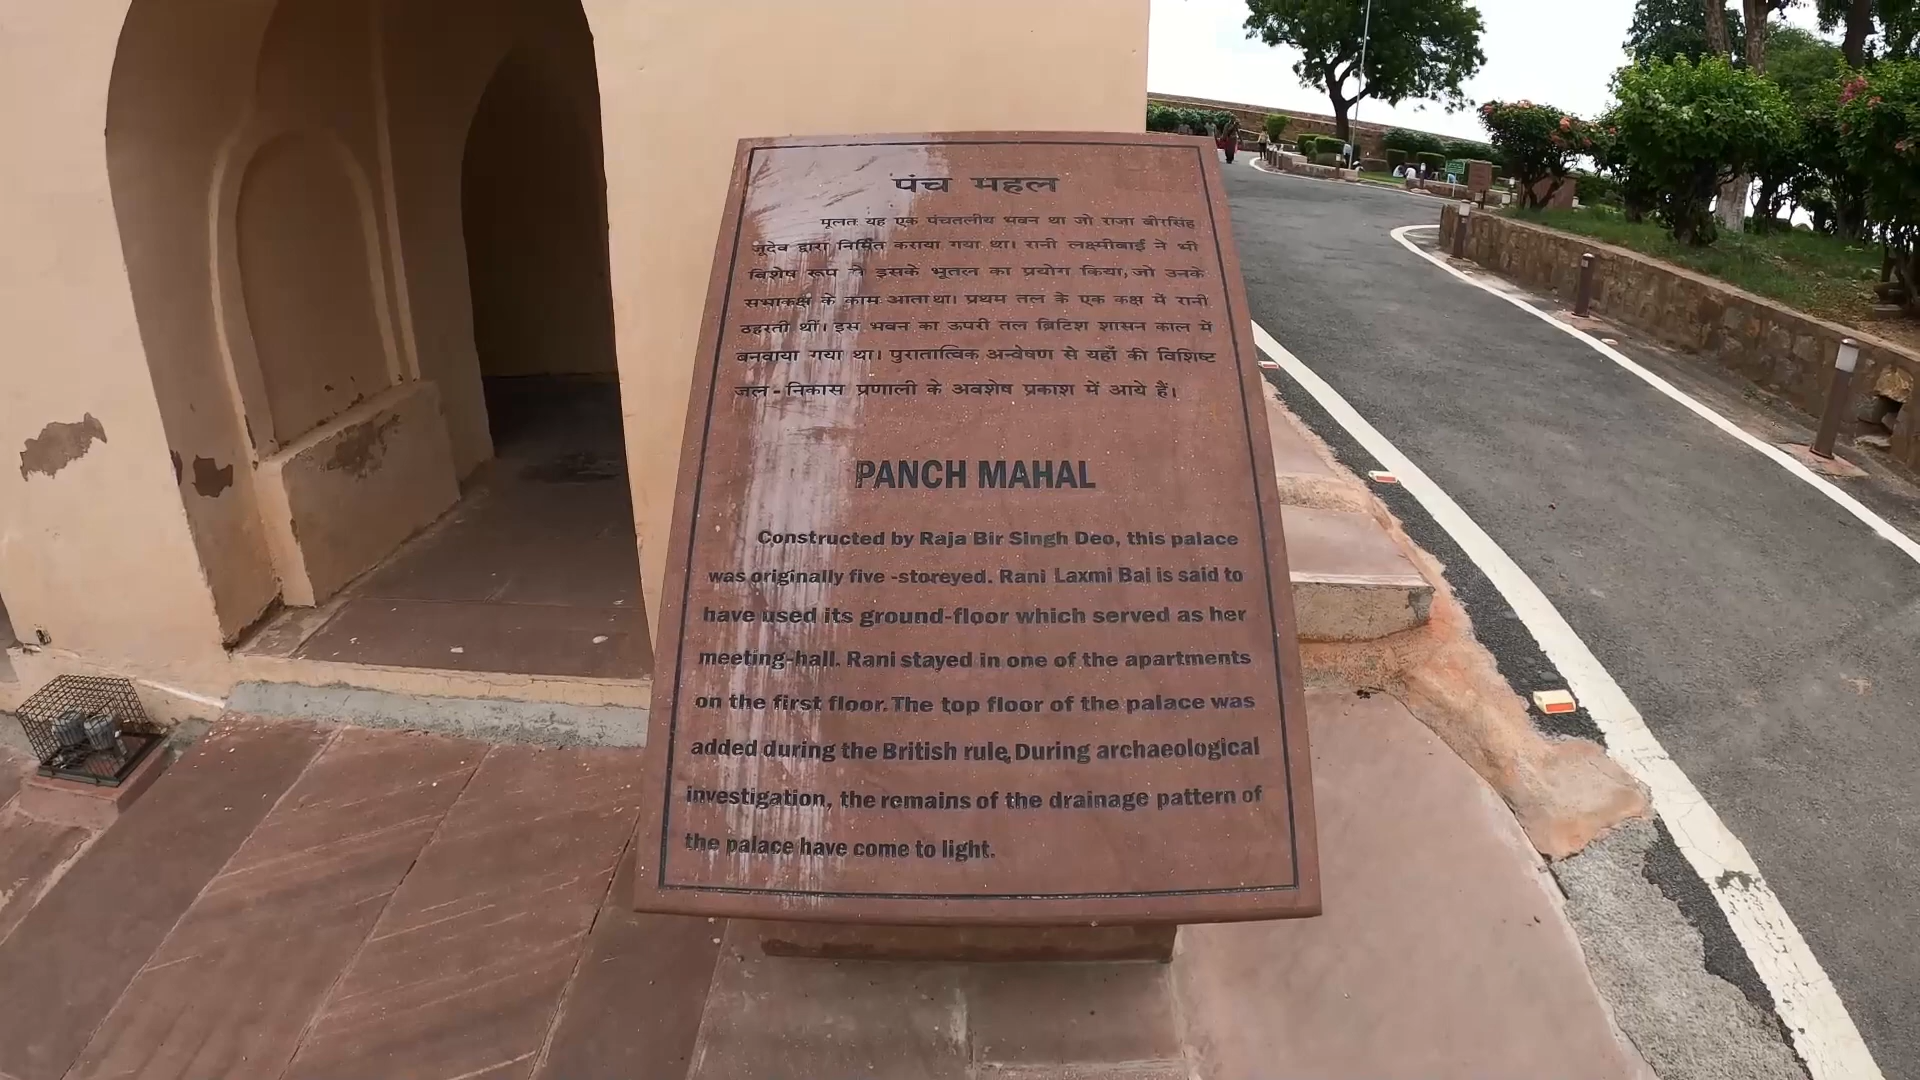 पंच महल
मूलत यह एक पंचतलीय भवन था जो राजा बीरसिंह
जूदेव द्वारा निर्मित कराया गया था। रानी लक्ष्मीबाई ने भी
विशेष रूप से इसके भूतल का प्रयोग किया, जो उनके
सभाकक्ष के काम आता था। प्रथम तल के एक कक्ष में रानी
ठहरती थीं। इस भवन का ऊपरी तल ब्रिटिश शासन काल में
बनवाया गया था। पुरातात्विक अन्वेषण से यहाँ की विशिष्ट
जल - निकास प्रणाली के अवशेष प्रकाश में आये हैं।
PANCH MAHAL
Constructed by Raja Bir Singh Deo, this palace
was originally five -storeyed. Rani Laxmi Bai is said to
have used its ground-floor which served as her
meeting-hall. Rani stayed in one of the apartments
on the first floor. The top floor of the palace was
added during the British rule. During archaeological
investigation, the remains of the drainage pattern of
the palace have come to light.